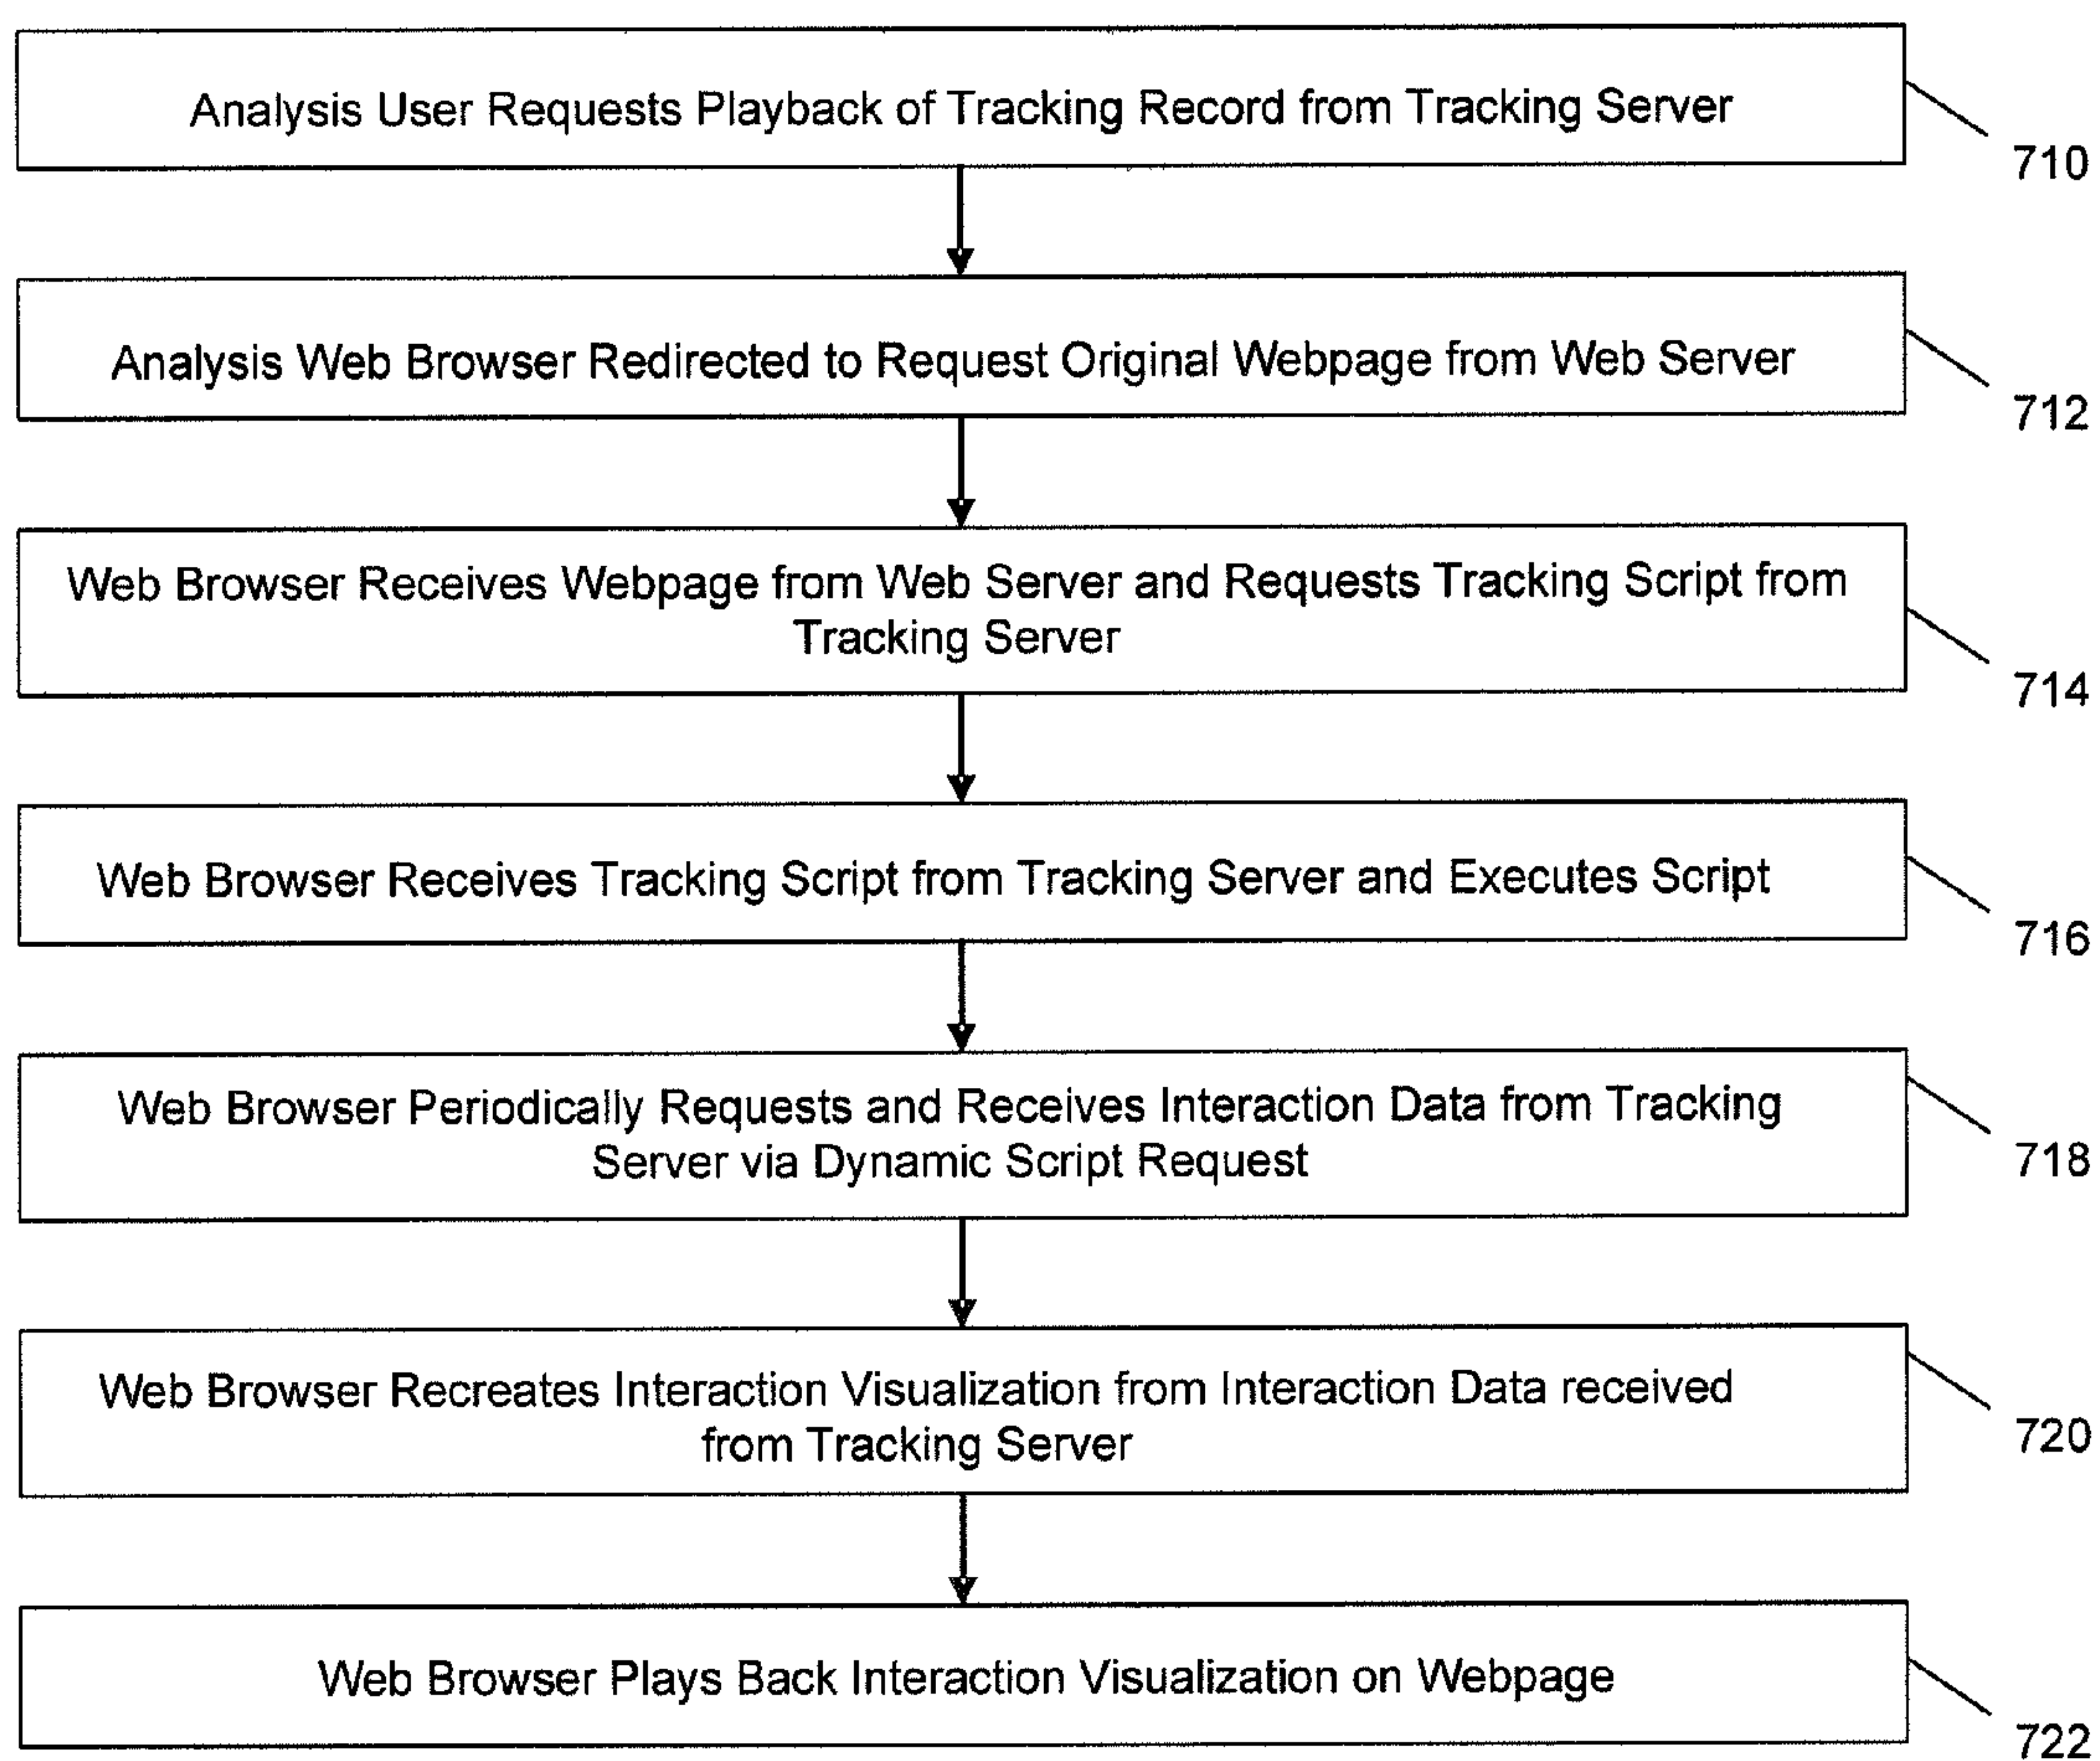 Analysis User Requests Playback of Tracking Record from Tracking Server
710
Analysis Web Browser Redirected to Request Original Webpage from Web Server
712
Web Browser Receives Webpage from Web Server and Requests Tracking Script from
Tracking Server
714
Web Browser Receives Tracking Script from Tracking Server and Executes Script
716
Web Browser Periodically Requests and Receives Interaction Data from Tracking
Server via Dynamic Script Request
718
Web Browser Recreates Interaction Visualization from Interaction Data received
from Tracking Server
720
Web Browser Plays Back Interaction Visualization on Webpage
722